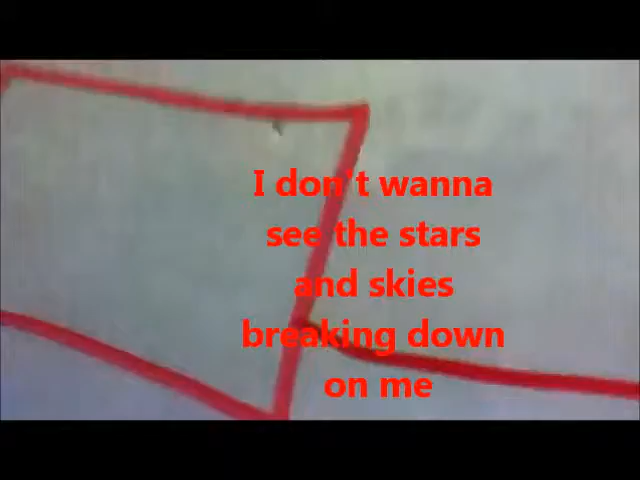 I don't wanna
see the stars
and skies
breaking down
on me